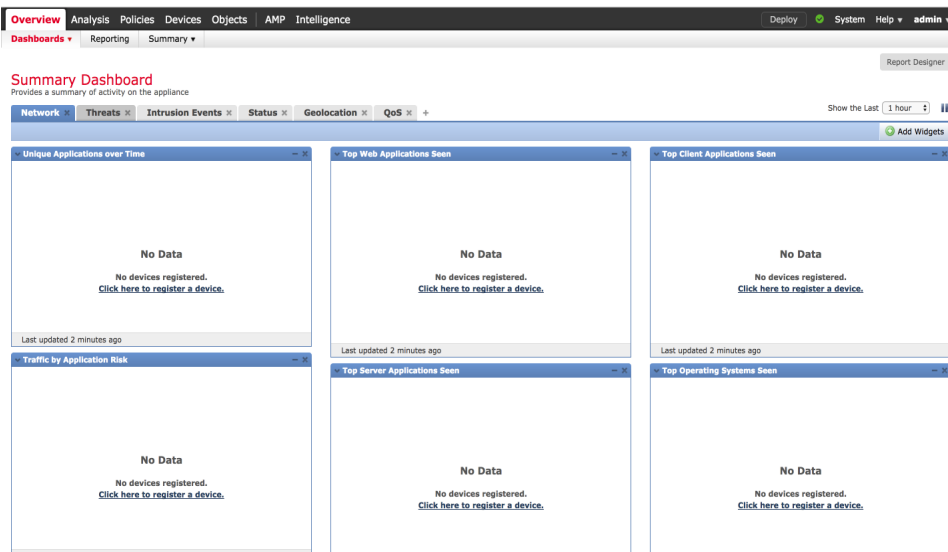 Overview Analysis Policies Devices Objects AMP Intelligence Deploy System Help admin
Dashboards Reporting Summary
Report Designer
Summary Dashboard
Provides a summary of activity on the appliance
Network Threats Intrusion Events Status Geolocation QoS + Show the Last 1 hour
Add Widgets
Unique Applications over Time
No Data
No devices registered.
Click here to register a device.
Last updated 2 minutes ago
Top Web Applications Seen
No Data
No devices registered.
Click here to register a device.
Last updated 2 minutes ago
Top Client Applications Seen
No Data
No devices registered.
Click here to register a device.
Last updated 2 minutes ago
Traffic by Application Risk
No Data
No devices registered.
Click here to register a device.
Top Server Applications Seen
No Data
No devices registered.
Click here to register a device.
Top Operating Systems Seen
No Data
No devices registered.
Click here to register a device.